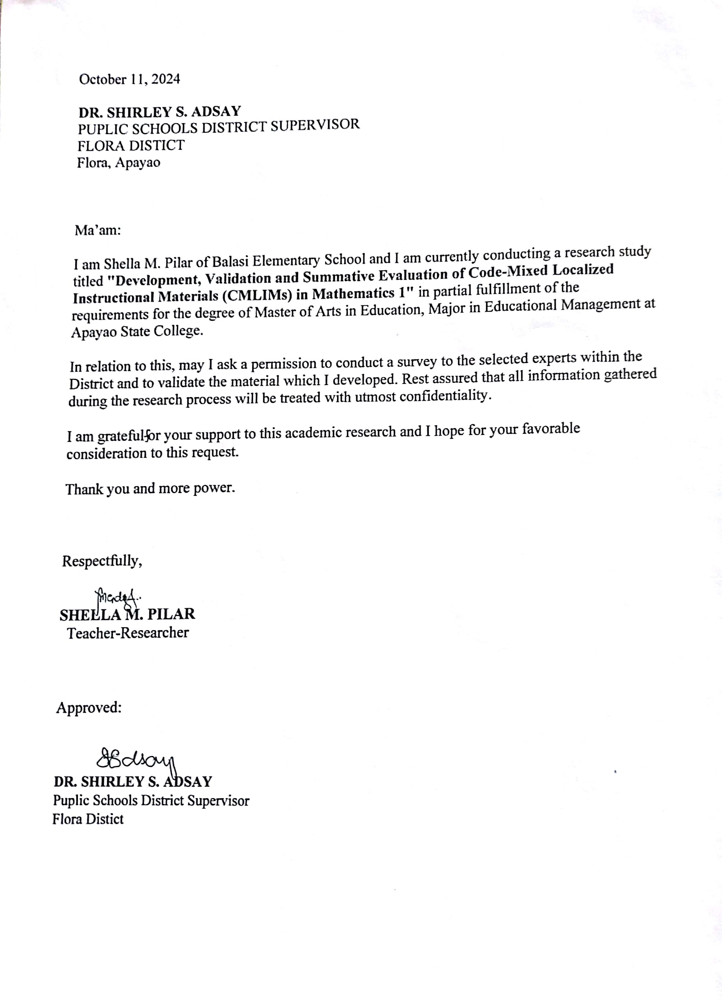 October 11, 2024
DR. SHIRLEY S. ADSAY
PUPLIC SCHOOLS DISTRICT SUPERVISOR
FLORA DISTICT
Flora, Apayao
Ma’am:
I am Shella M. Pilar of Balasi Elementary School and I am currently conducting a research study
titled "Development, Validation and Summative Evaluation of Code-Mixed Localized
Instructional Materials (CMLIMs) in Mathematics 1" in partial fulfillment of the
requirements for the degree of Master of Arts in Education, Major in Educational Management at
Apayao State College.
In relation to this, may I ask a permission to conduct a survey to the selected experts within the
District and to validate the material which I developed. Rest assured that all information gathered
during the research process will be treated with utmost confidentiality.
I am grateful for your support to this academic research and I hope for your favorable
consideration to this request.
Thank you and more power.
Respectfully,
SHELLA M. PILAR
Teacher-Researcher
Approved:
DR. SHIRLEY S. ADSAY
Puplic Schools District Supervisor
Flora Distict